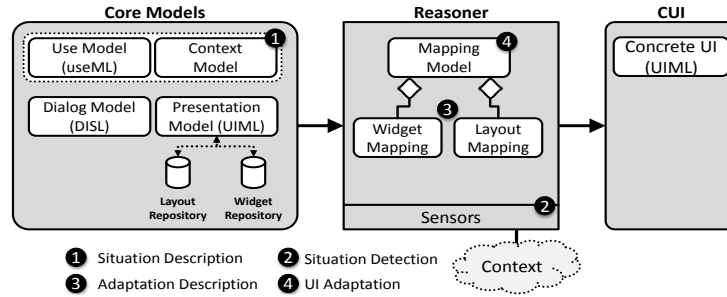 Core Models
Reasoner
CUI
Use Model
(useML)
Context
Model
1
Dialog Model
(DISL)
Presentation
Model (UIML)
Layout
Repository
Widget
Repository
Mapping
Model
4
3
Widget
Mapping
Layout
Mapping
Sensors
2
Context
Concrete UI
(UIML)
1 Situation Description
2 Situation Detection
3 Adaptation Description
4 UI Adaptation